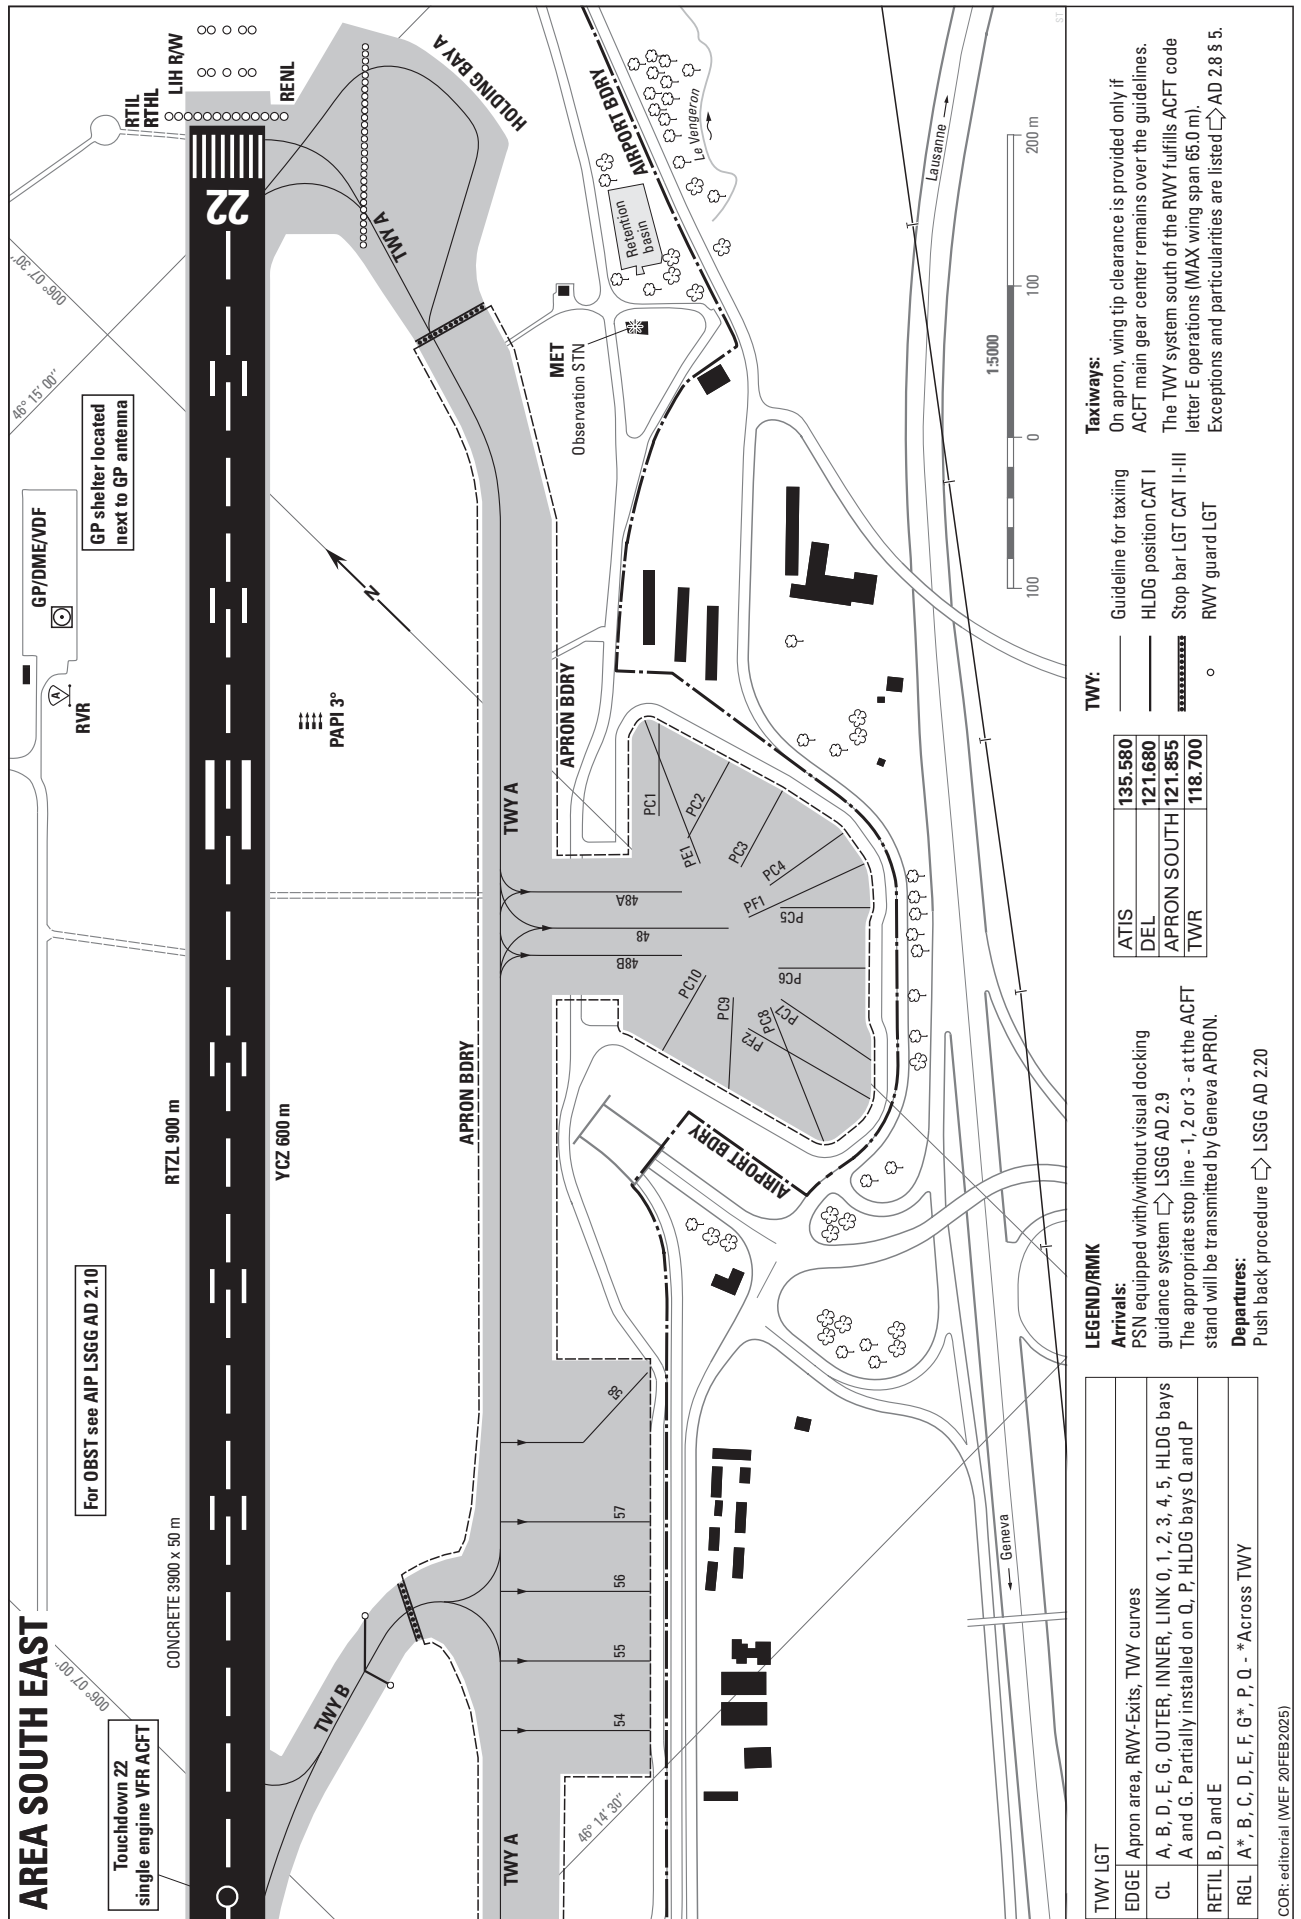 AREA SOUTH EAST
006° 07' 00"
Touchdown 22
single engine VFR ACFT
For OBST see AIP LSGG AD 2.10
CONCRETE 3900 x 50 m
RTZL 900 m
YCZ 600 m
RVR
A
GP/DME/VDF
GP shelter located
next to GP antenna
46° 15' 00"
006° 07' 30"
RTIL
RTHL
LIH R/W
RENL
22
PAPI 3°
N
HOLDING BAY A
TWY A
TWY B
APRON BDRY
TWY A
TWY A
APRON BDRY
54
55
56
57
58
48B
48
48A
PC1
PE1
PC2
PC3
PC4
PF1
PC5
PC6
PC7
PC8
PF2
PC9
PC10
MET
Observation STN
Retention
basin
AIRPORT BDRY
Le Vengeron
AIRPORT BDRY
46° 14' 30"
Geneva
Lausanne
1:5000
100
0
100
200 m
ST
TWY LGT
EDGE Apron area, RWY-Exits, TWY curves
CL A, B, D, E, G, OUTER, INNER, LINK 0, 1, 2, 3, 4, 5, HLDG bays
A and G. Partially installed on Q, P, HLDG bays Q and P
RETIL B, D and E
RGL A*, B, C, D, E, F, G*, P, Q - *Across TWY
LEGEND/RMK
Arrivals:
PSN equipped with/without visual docking
guidance system ⇨ LSGG AD 2.9
The appropriate stop line - 1, 2 or 3 - at the ACFT
stand will be transmitted by Geneva APRON.
Departures:
Push back procedure ⇨ LSGG AD 2.20
ATIS 135.580
DEL 121.680
APRON SOUTH 121.855
TWR 118.700
TWY:
Guideline for taxiing
HLDG position CAT I
Stop bar LGT CAT II-III
RWY guard LGT
Taxiways:
On apron, wing tip clearance is provided only if
ACFT main gear center remains over the guidelines.
The TWY system south of the RWY fulfills ACFT code
letter E operations (MAX wing span 65.0 m).
Exceptions and particularities are listed ⇨ AD 2.8 § 5.
COR: editorial (WEF 20FEB2025)